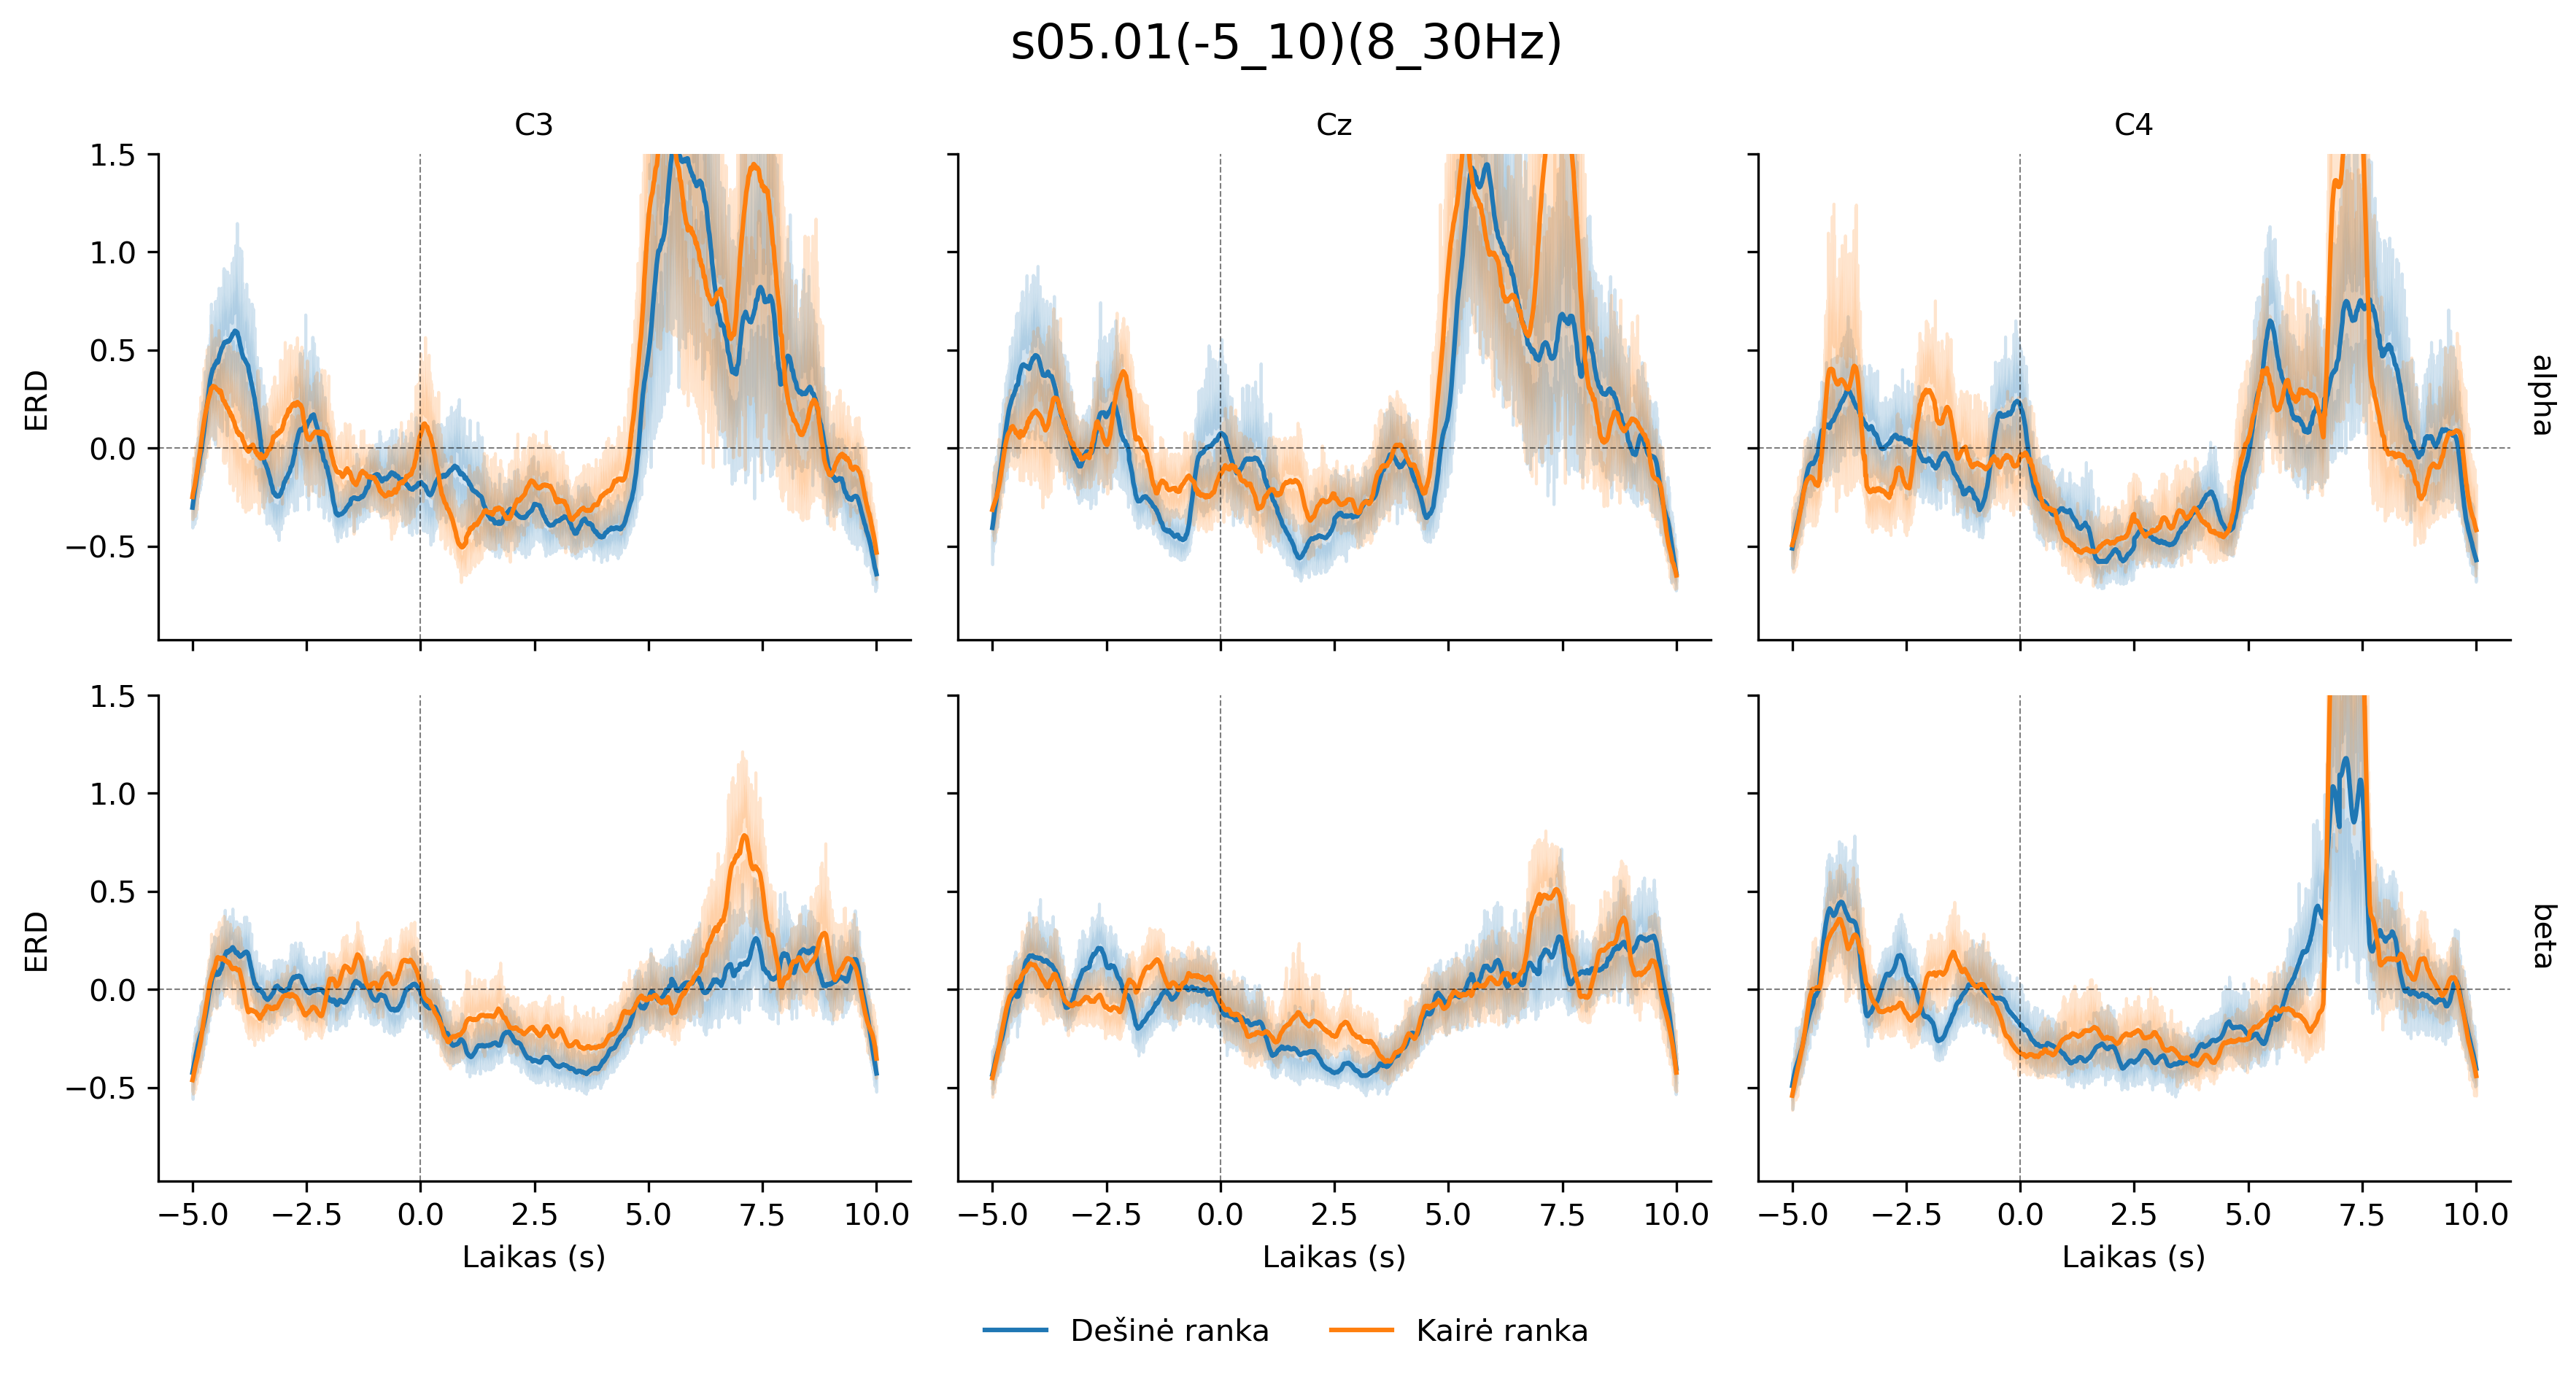 s05.01(-5_10)(8_30Hz)
C3 Cz C4
1.5
1.0
0.5
0.0
−0.5
ERD
alpha
1.5
1.0
0.5
0.0
−0.5
ERD
beta
−5.0 −2.5 0.0 2.5 5.0 7.5 10.0 −5.0 −2.5 0.0 2.5 5.0 7.5 10.0 −5.0 −2.5 0.0 2.5 5.0 7.5 10.0
Laikas (s) Laikas (s) Laikas (s)
Dešinė ranka Kairė ranka